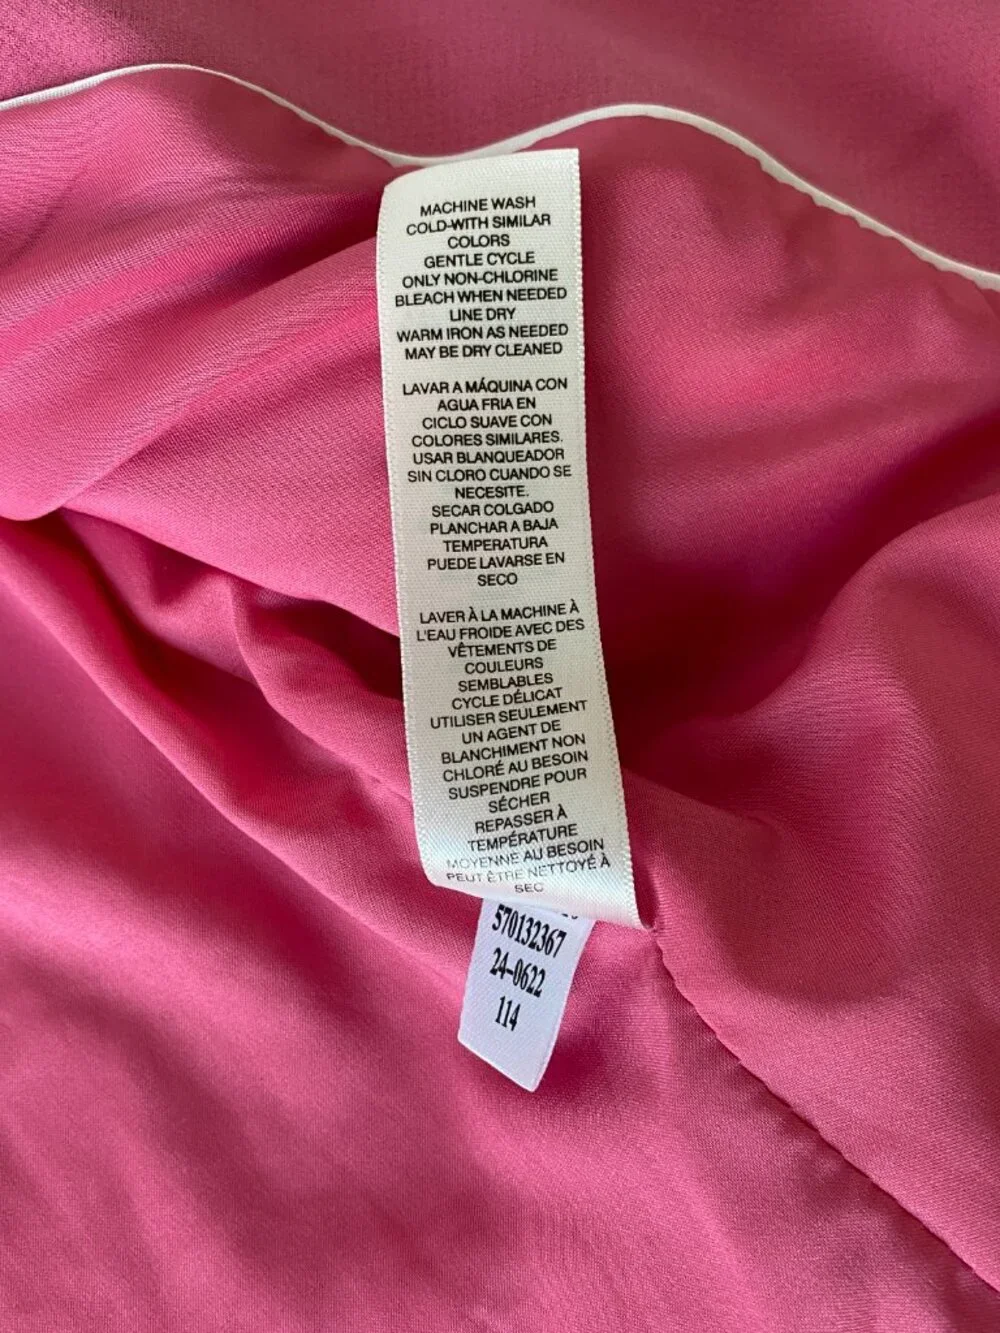 MACHINE WASH
COLD-WITH SIMILAR
COLORS
GENTLE CYCLE
ONLY NON-CHLORINE
BLEACH WHEN NEEDED
LINE DRY
WARM IRON AS NEEDED
MAY BE DRY CLEANED
LAVAR A MÁQUINA CON
AGUA FRIA EN
CICLO SUAVE CON
COLORES SIMILARES.
USAR BLANQUEADOR
SIN CLORO CUANDO SE
NECESITE.
SECAR COLGADO
PLANCHAR A BAJA
TEMPERATURA
PUEDE LAVARSE EN
SECO
LAVER À LA MACHINE À
L'EAU FROIDE AVEC DES
VÊTEMENTS DE
COULEURS
SEMBLABLES
CYCLE DÉLICAT
UTILISER SEULEMENT
UN AGENT DE
BLANCHIMENT NON
CHLORÉ AU BESOIN
SUSPENDRE POUR
SÉCHER
REPASSER À
TEMPÉRATURE
MOYENNE AU BESOIN
PEUT ÊTRE NETTOYÉ À
SEC
570132367
24-0622
114